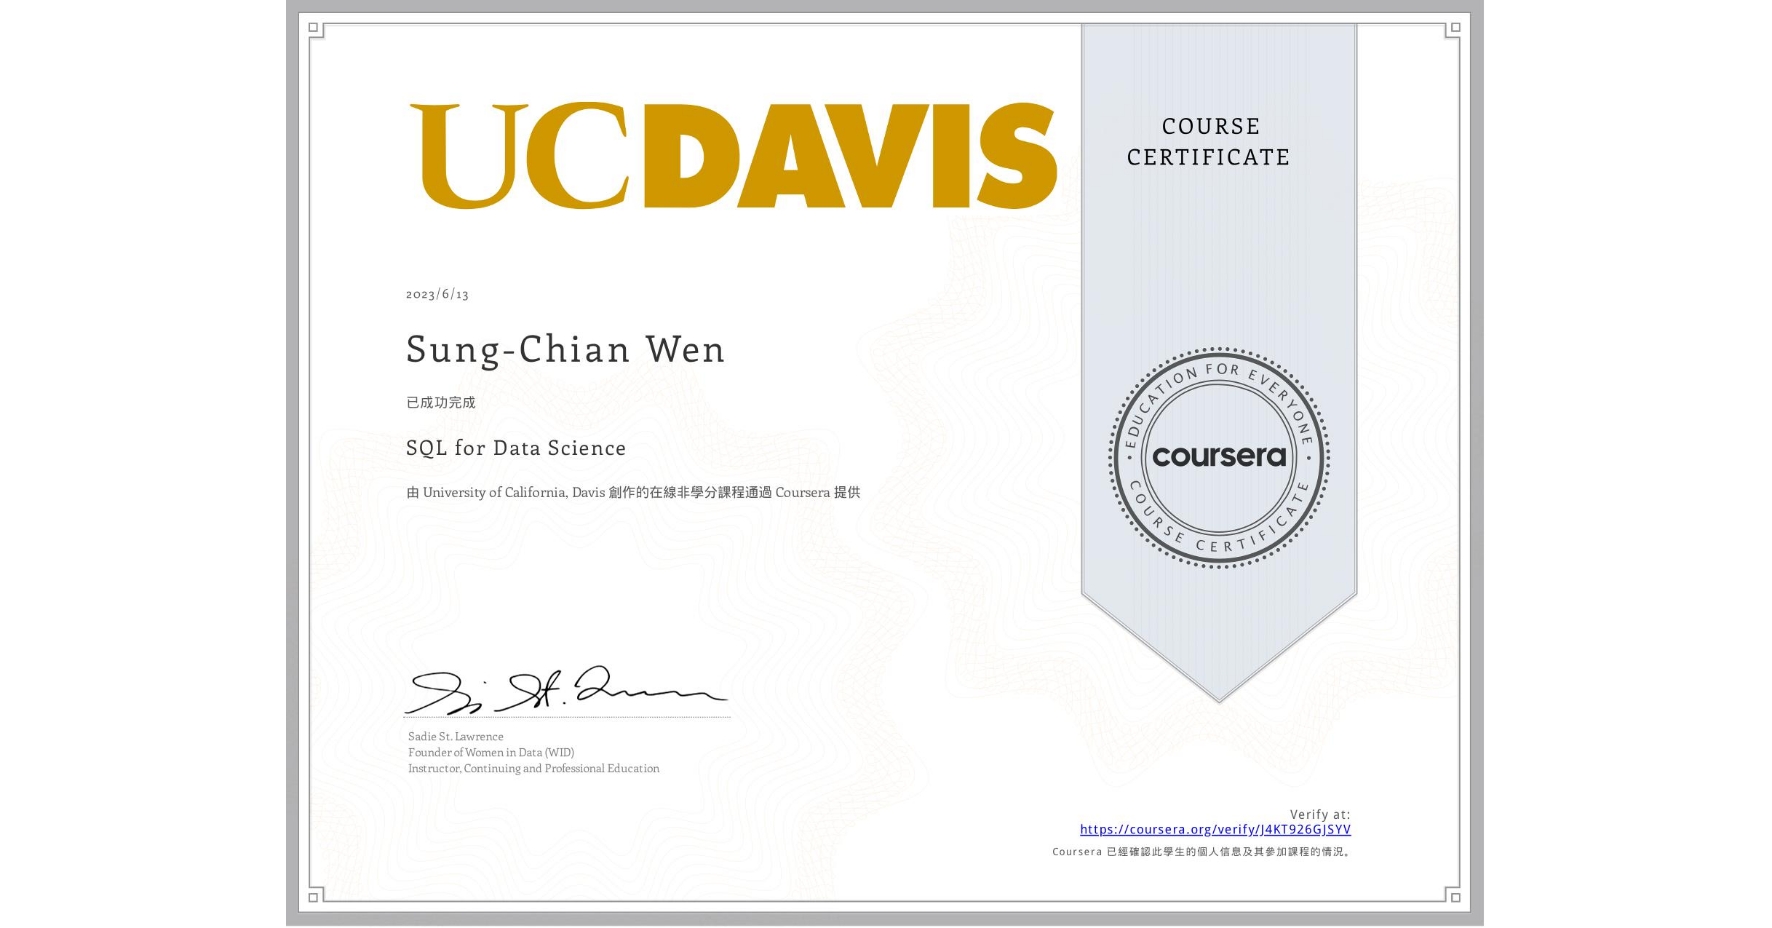 UCDAVIS
COURSE
CERTIFICATE
2023/6/13
Sung-Chian Wen
已成功完成
SQL for Data Science
由 University of California, Davis 創作的在線非學分課程通過 Coursera 提供
EDUCATION FOR EVERYONE
coursera
COURSE CERTIFICATE
Sadie St. Lawrence
Founder of Women in Data (WID)
Instructor, Continuing and Professional Education
Verify at:
https://coursera.org/verify/J4KT926GJSYV
Coursera 已經確認此學生的個人信息及其參加課程的情況。